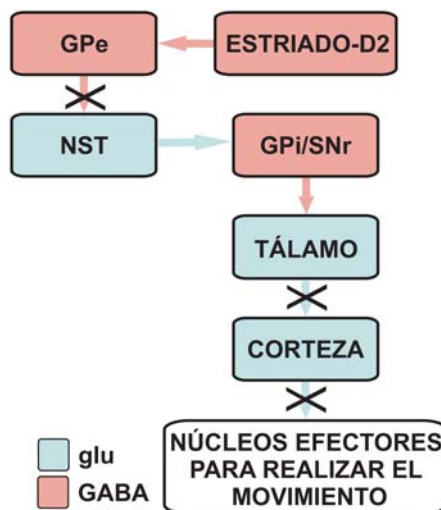 GPe
ESTRIADO-D2
NST
GPi/SNr
TÁLAMO
CORTEZA
NÚCLEOS EFECTORES
PARA REALIZAR EL
MOVIMIENTO
glu
GABA